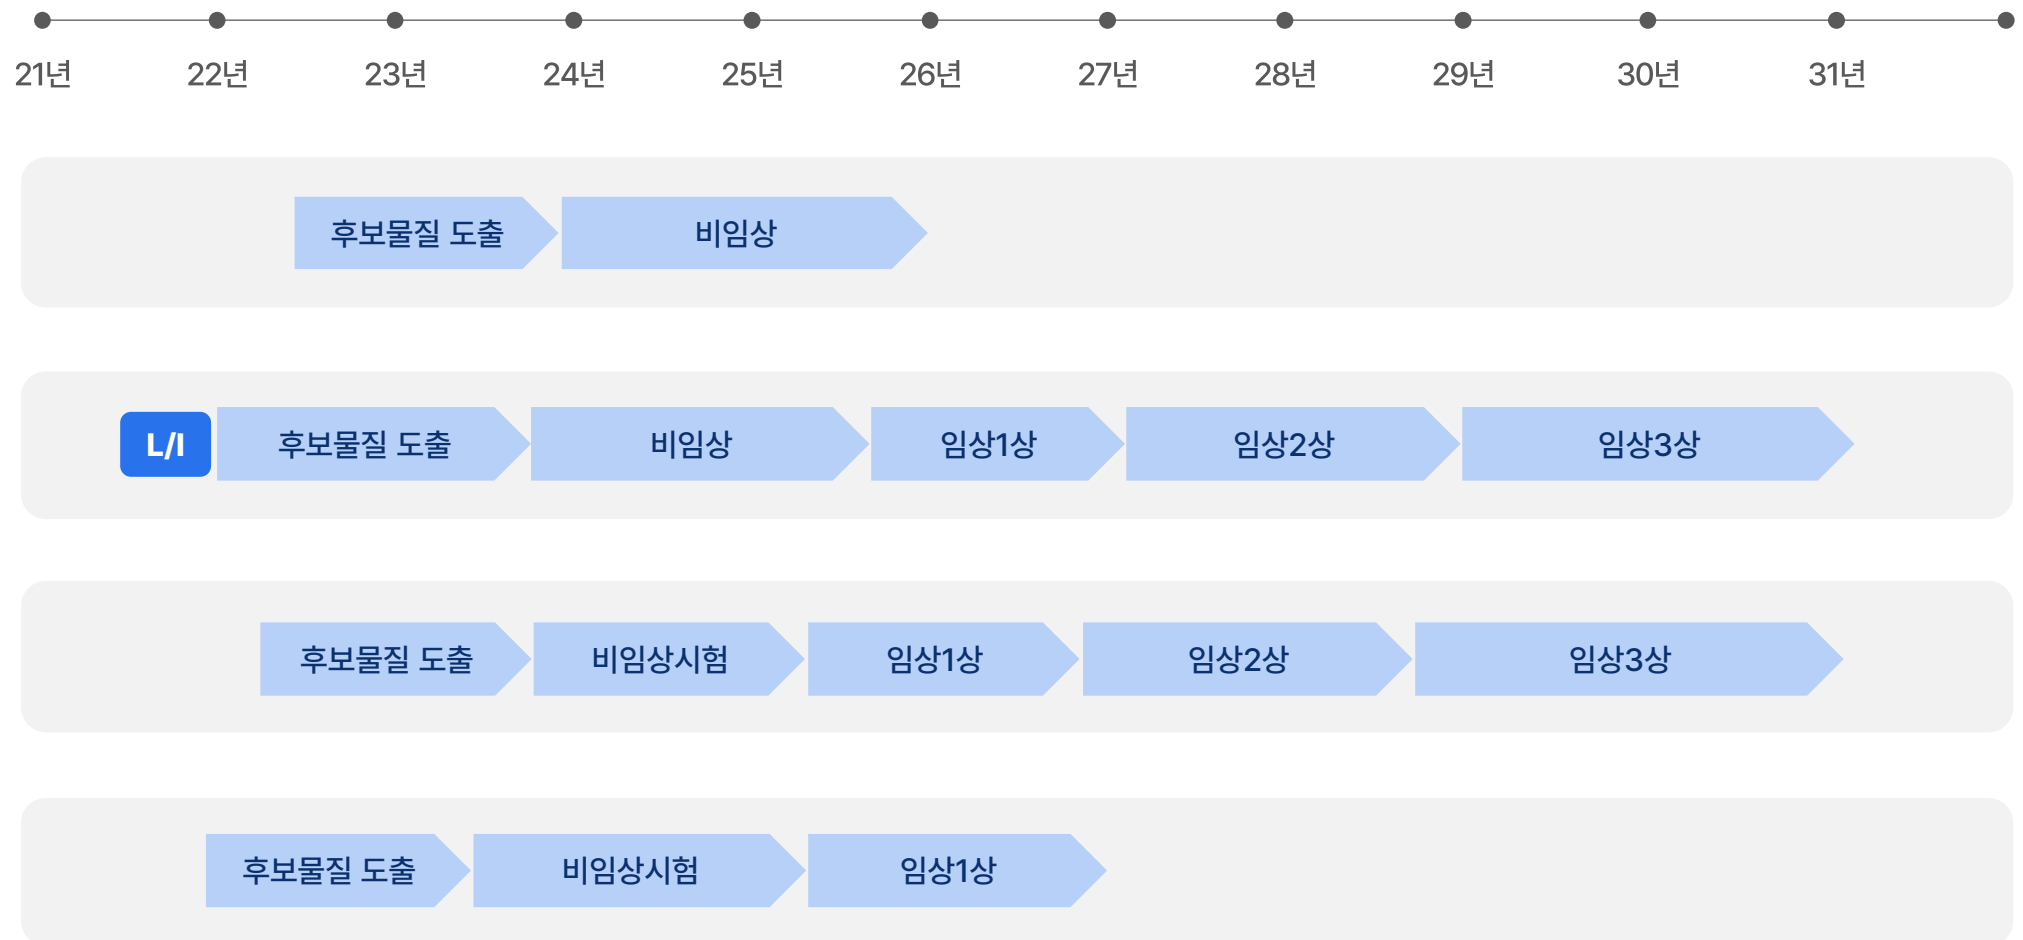 21년 22년 23년 24년 25년 26년 27년 28년 29년 30년 31년
후보물질 도출 비임상
L/I 후보물질 도출 비임상 임상1상 임상2상 임상3상
후보물질 도출 비임상시험 임상1상 임상2상 임상3상
후보물질 도출 비임상시험 임상1상